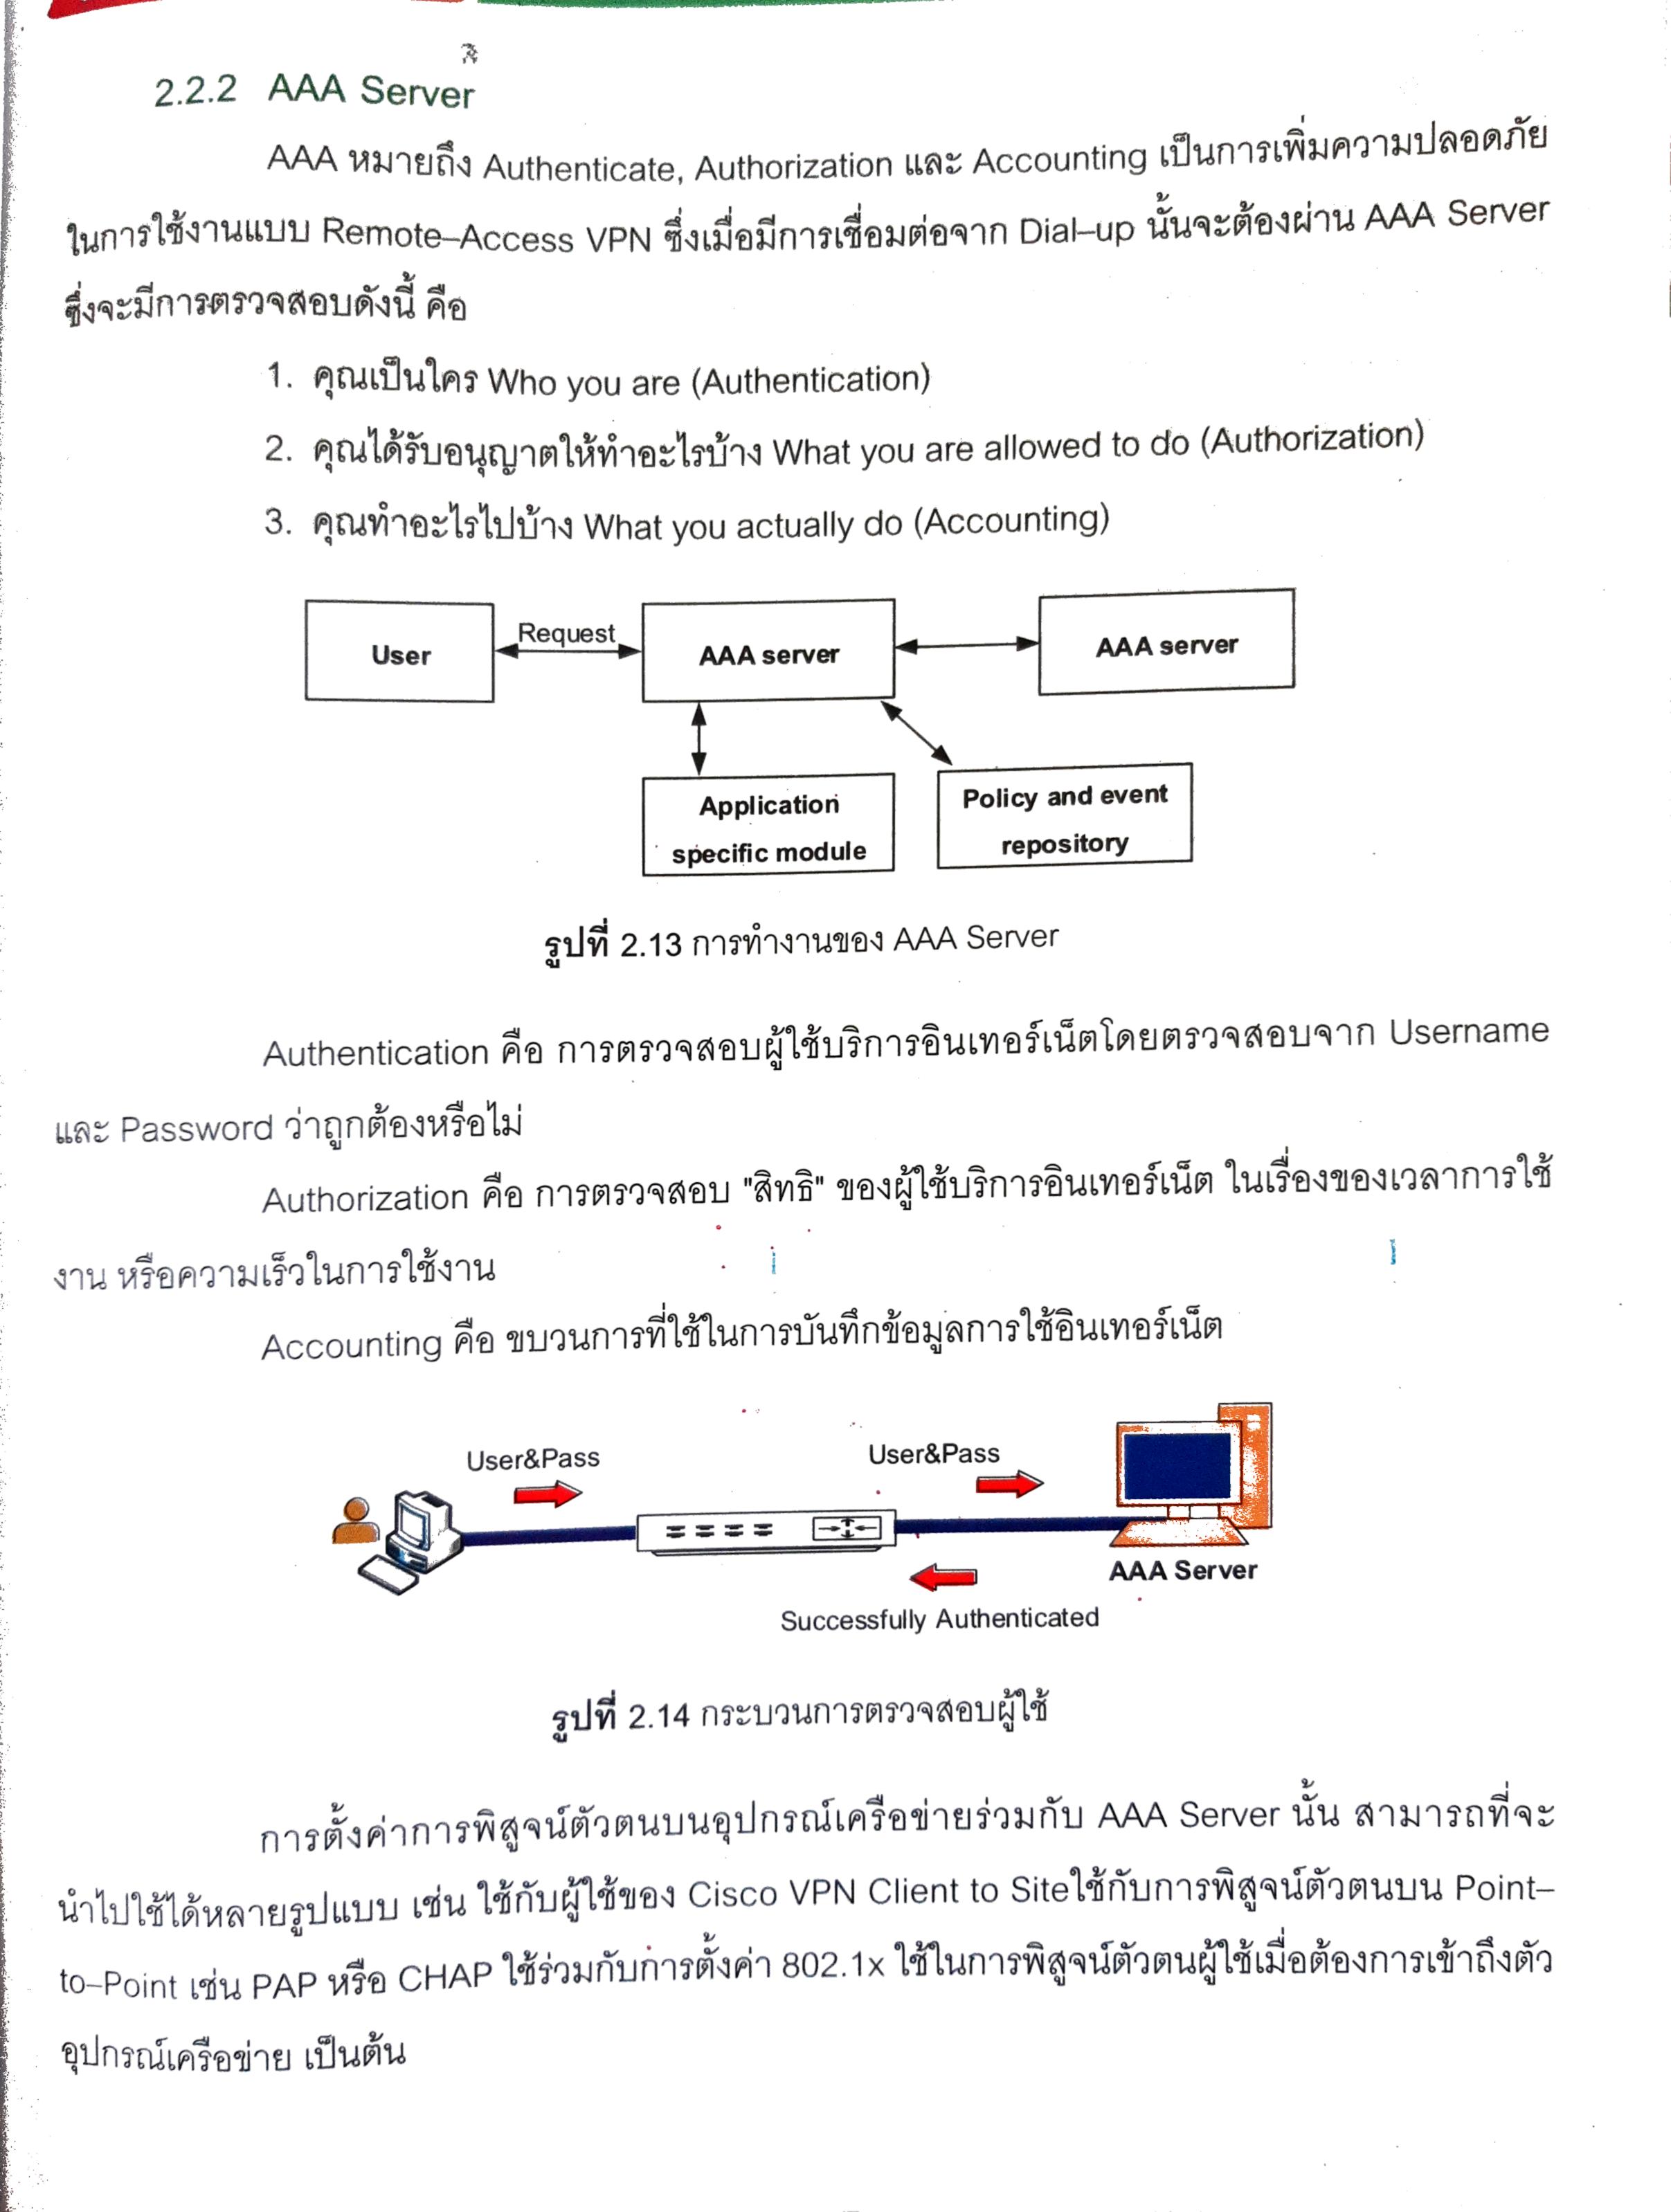 2.2.2 AAA Server
AAA หมายถึง Authenticate, Authorization และ Accounting เป็นการเพิ่มความปลอดภัย
ในการใช้งานแบบ Remote–Access VPN ซึ่งเมื่อมีการเชื่อมต่อจาก Dial–up นั้นจะต้องผ่าน AAA Server
ซึ่งจะมีการตรวจสอบดังนี้ คือ
1. คุณเป็นใคร Who you are (Authentication)
2. คุณได้รับอนุญาตให้ทำอะไรบ้าง What you are allowed to do (Authorization)
3. คุณทำอะไรไปบ้าง What you actually do (Accounting)
User
Request
AAA server
AAA server
Application
specific module
Policy and event
repository
รูปที่ 2.13 การทำงานของ AAA Server
Authentication คือ การตรวจสอบผู้ใช้บริการอินเทอร์เน็ตโดยตรวจสอบจาก Username
และ Password ว่าถูกต้องหรือไม่
Authorization คือ การตรวจสอบ "สิทธิ" ของผู้ใช้บริการอินเทอร์เน็ต ในเรื่องของเวลาการใช้
งาน หรือความเร็วในการใช้งาน
Accounting คือ ขบวนการที่ใช้ในการบันทึกข้อมูลการใช้อินเทอร์เน็ต
User&Pass
User&Pass
AAA Server
Successfully Authenticated
รูปที่ 2.14 กระบวนการตรวจสอบผู้ใช้
การตั้งค่าการพิสูจน์ตัวตนบนอุปกรณ์เครือข่ายร่วมกับ AAA Server นั้น สามารถที่จะ
นำไปใช้ได้หลายรูปแบบ เช่น ใช้กับผู้ใช้ของ Cisco VPN Client to Siteใช้กับการพิสูจน์ตัวตนบน Point–
to–Point เช่น PAP หรือ CHAP ใช้ร่วมกับการตั้งค่า 802.1x ใช้ในการพิสูจน์ตัวตนผู้ใช้เมื่อต้องการเข้าถึงตัว
อุปกรณ์เครือข่าย เป็นต้น